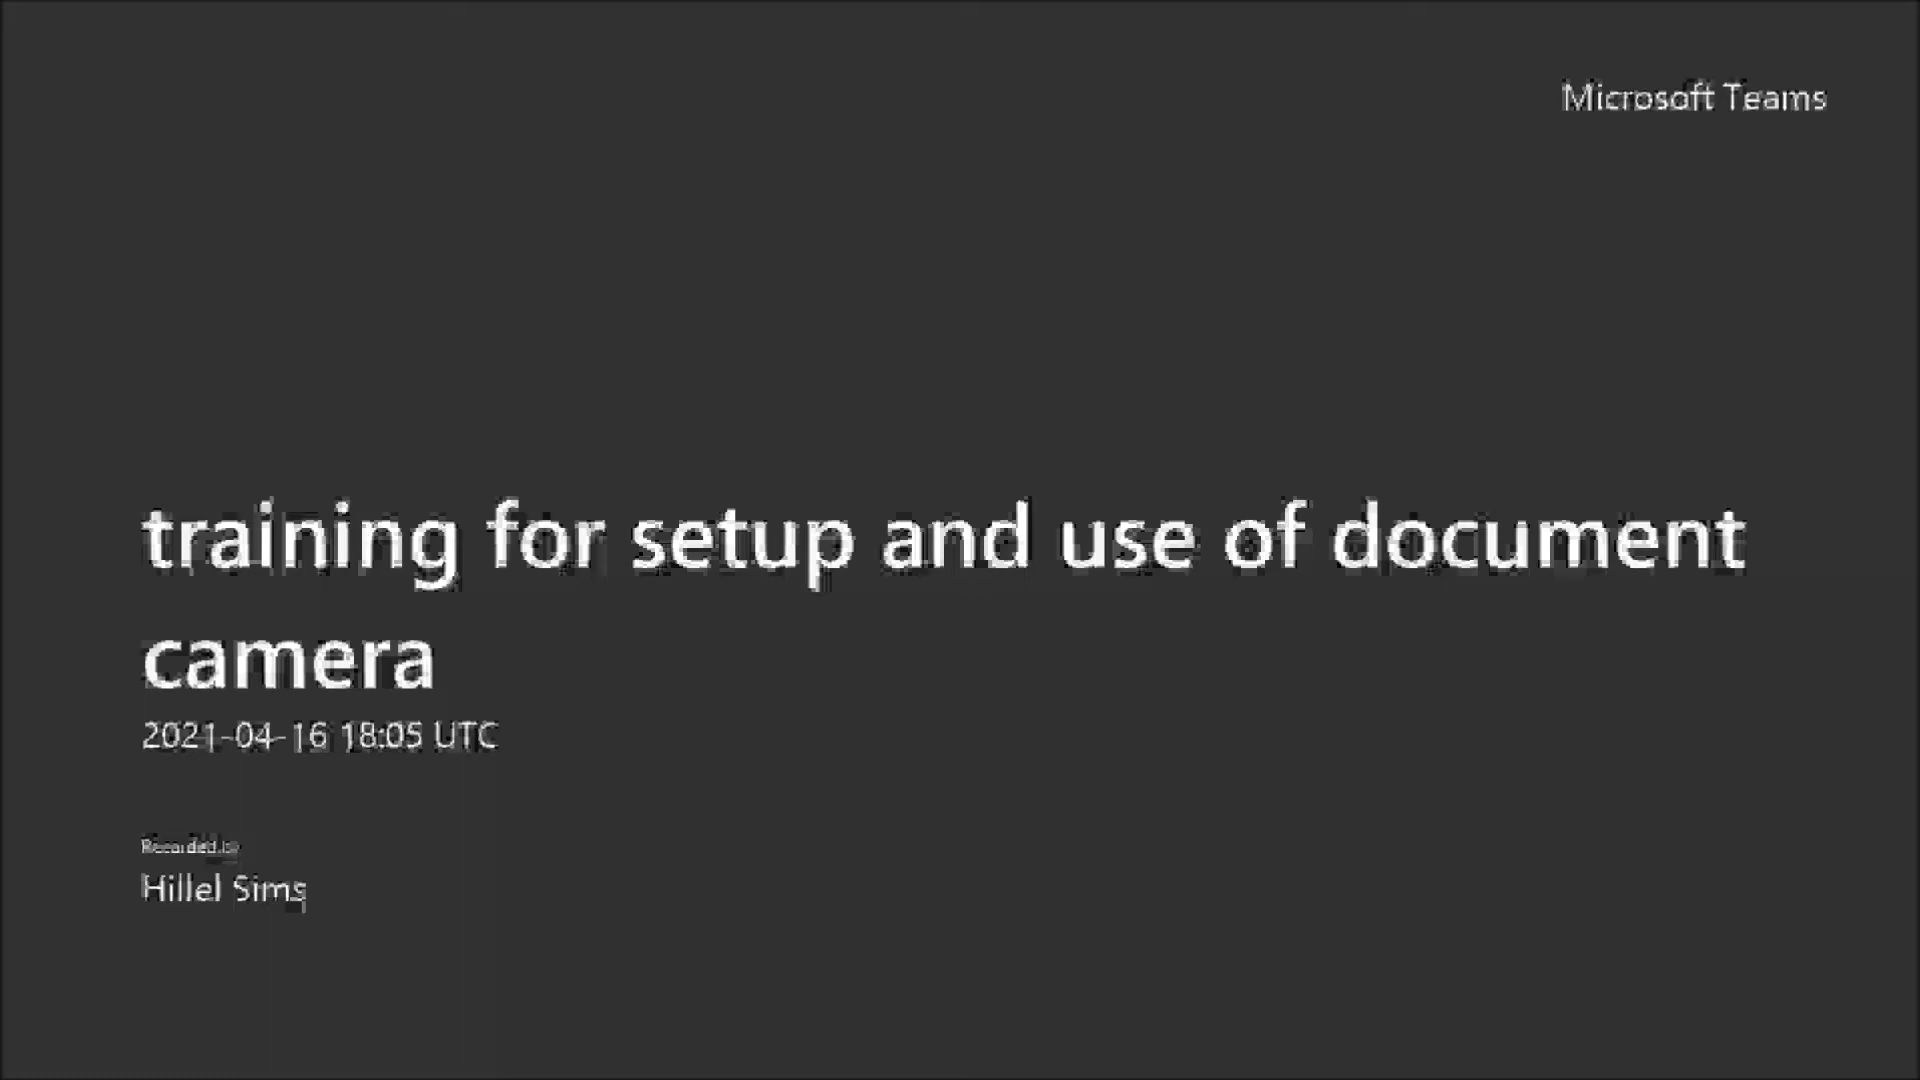 Microsoft Teams
training for setup and use of document
camera
2021-04-16 18:05 UTC
Recorded by
Hillel Sims